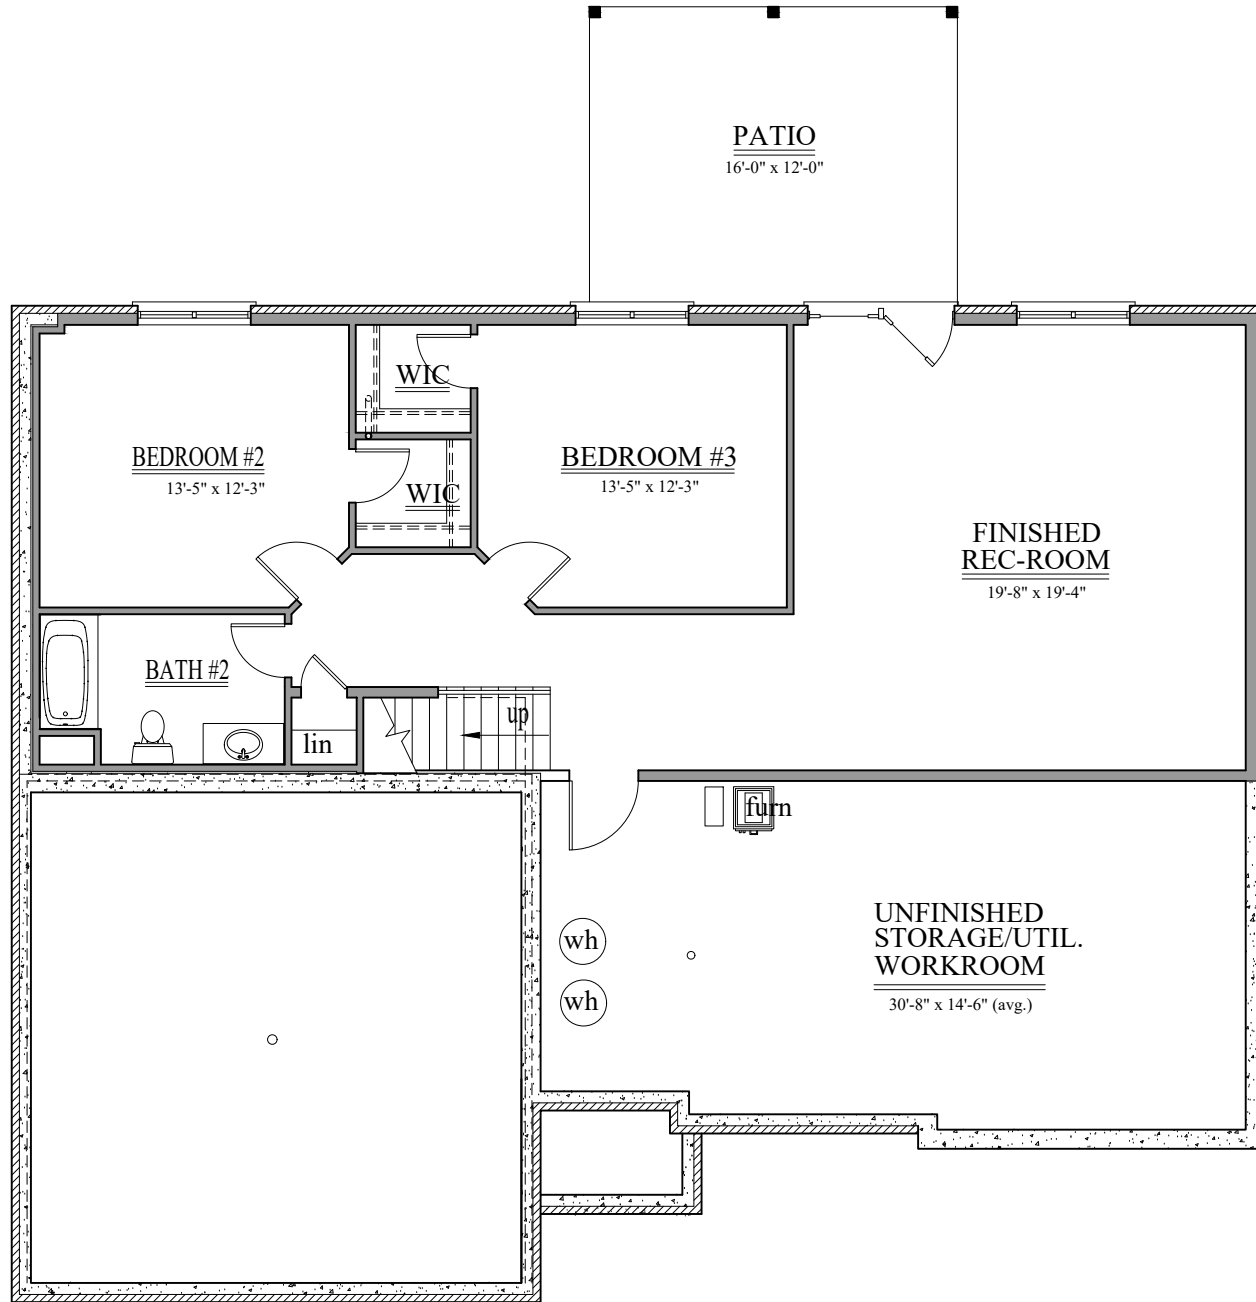 PATIO
16'-0" x 12'-0"
WIC
BEDROOM #2
13'-5" x 12'-3"
BEDROOM #3
13'-5" x 12'-3"
WIC
FINISHED
REC-ROOM
19'-8" x 19'-4"
BATH #2
up
lin
furn
UNFINISHED
STORAGE/UTIL.
WORKROOM
30'-8" x 14'-6" (avg.)
wh
wh